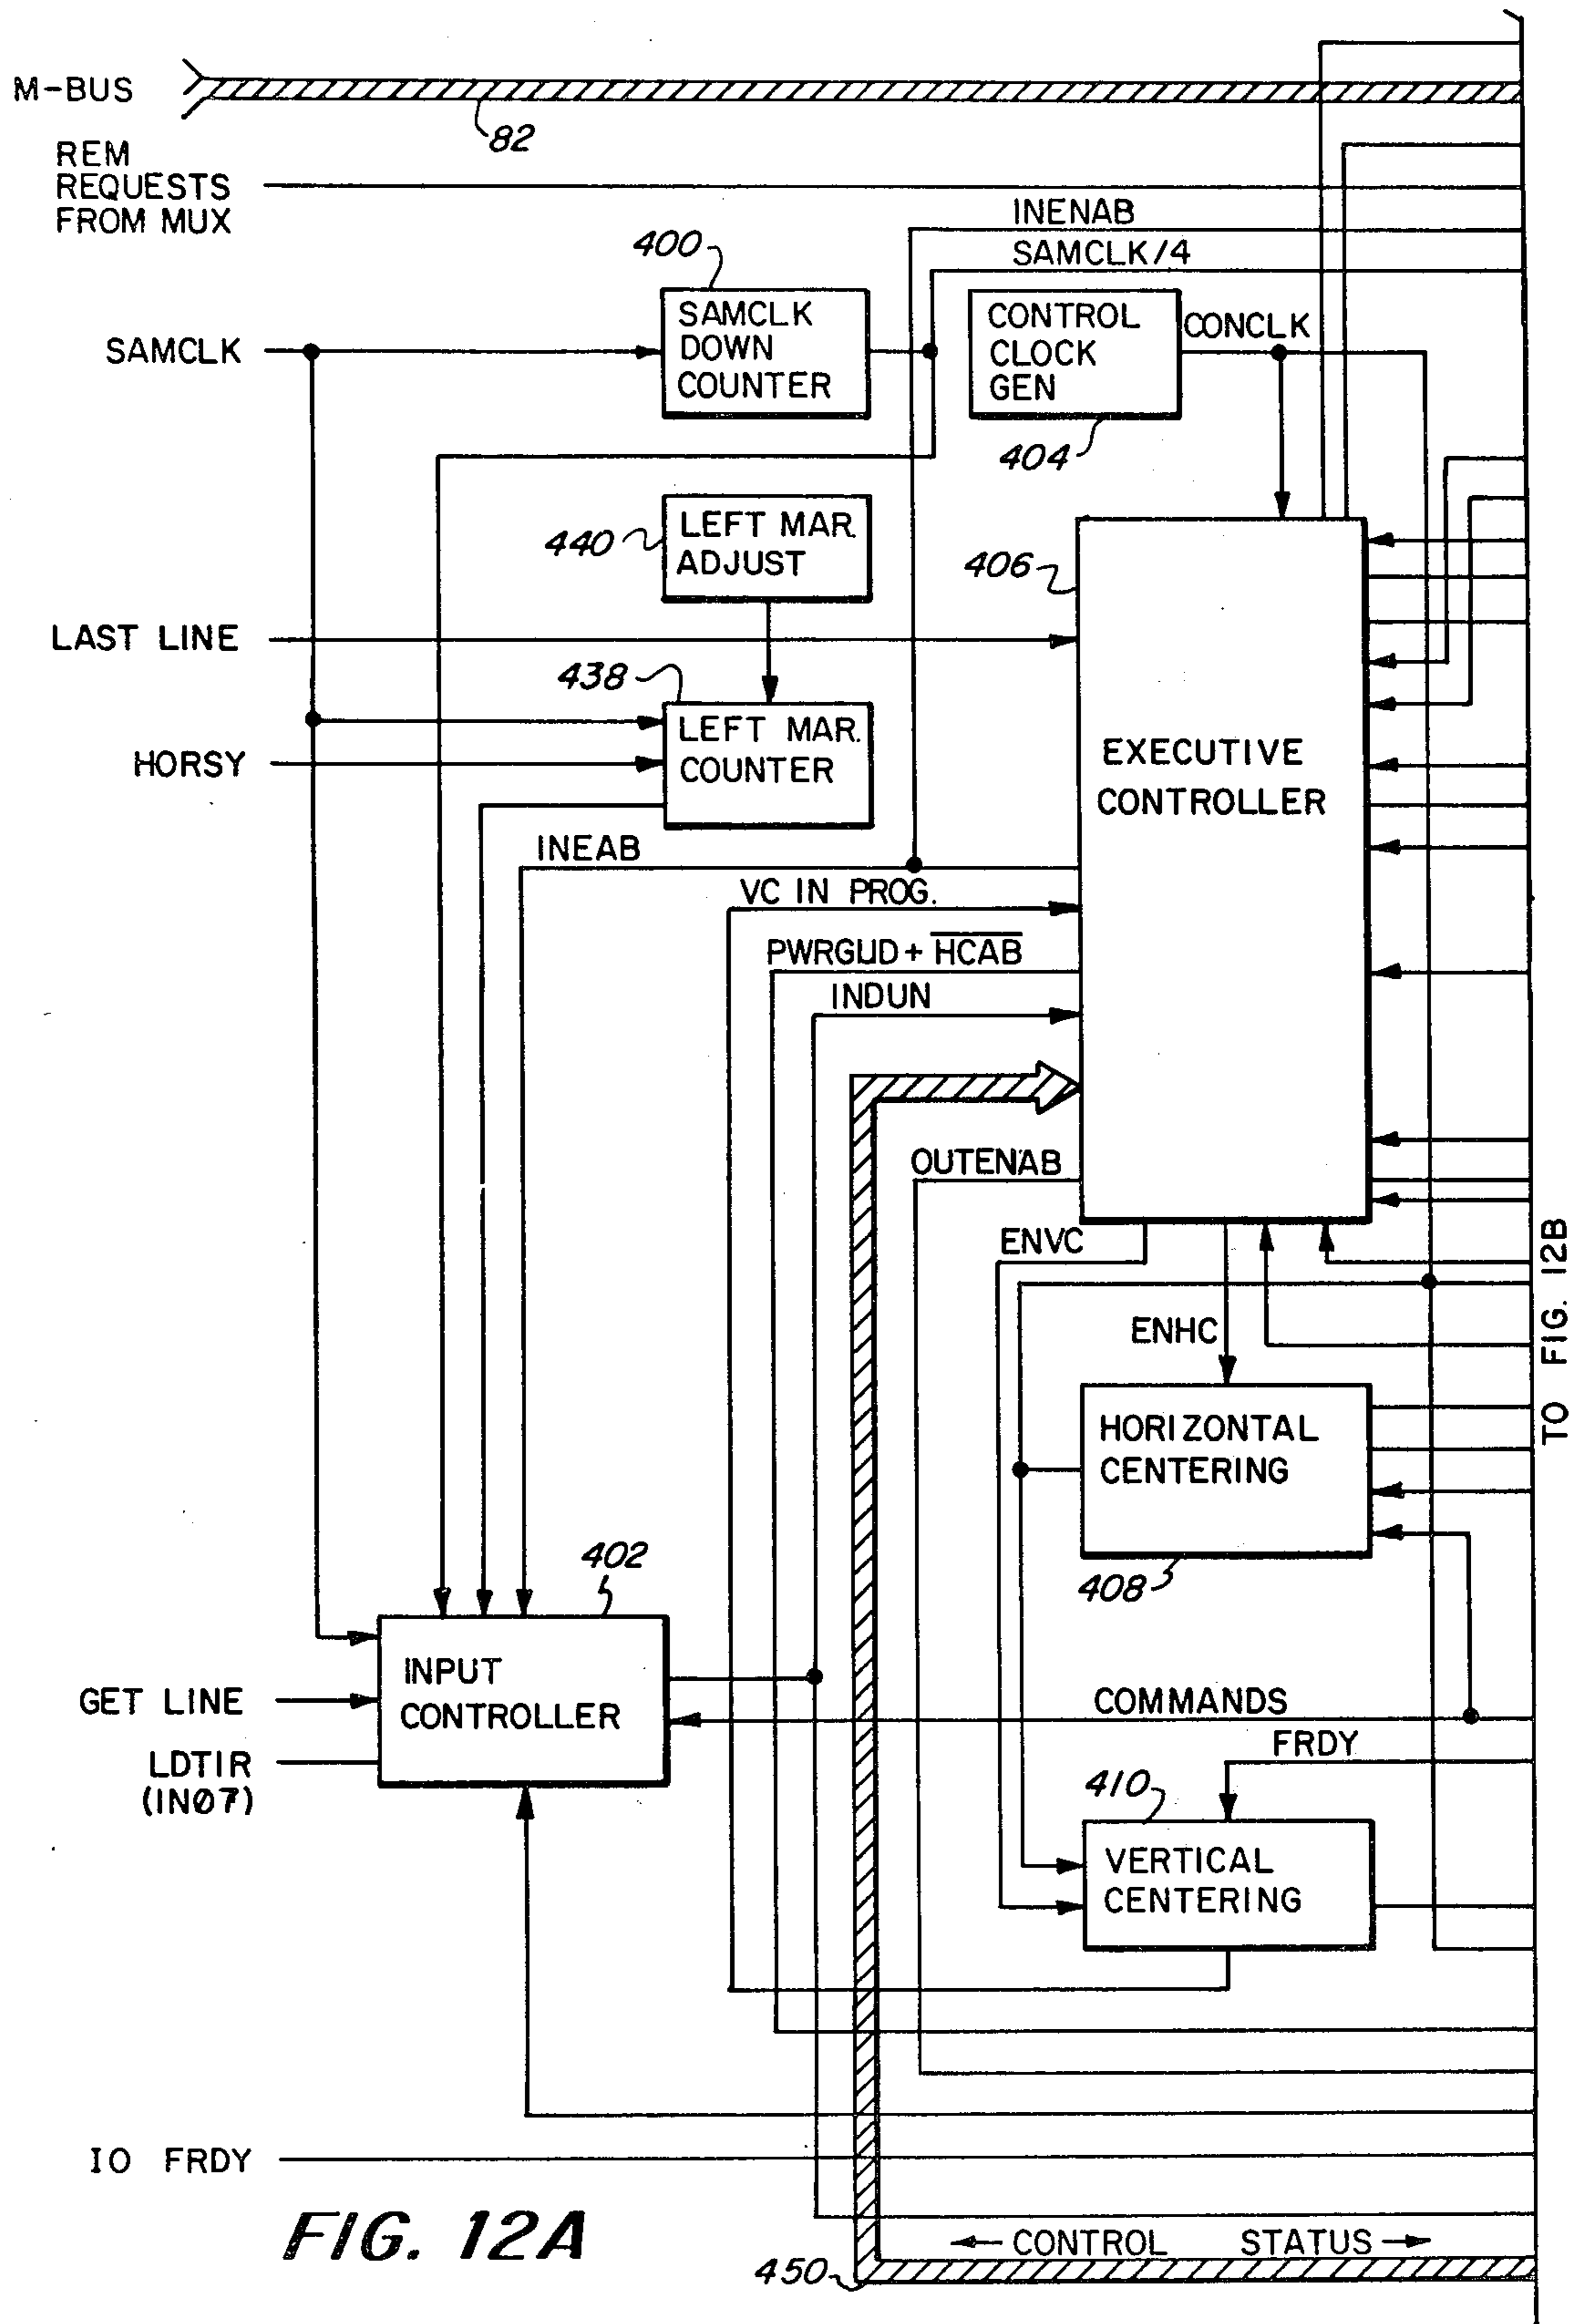 M-BUS
82
REM
REQUESTS
FROM MUX
INENAB
SAMCLK/4
400
SAMCLK
SAMCLK
DOWN
COUNTER
CONTROL
CLOCK
GEN
CONCLK
404
440
LEFT MAR.
ADJUST
406
LAST LINE
438
LEFT MAR.
COUNTER
HORSY
EXECUTIVE
CONTROLLER
INEAB
VC IN PROG.
PWRGUD + HCAB
INDUN
OUTENAB
ENVC
ENHC
TO FIG. 12B
HORIZONTAL
CENTERING
408
402
INPUT
CONTROLLER
GET LINE
LDTIR
(INØ7)
COMMANDS
FRDY
410
VERTICAL
CENTERING
IO FRDY
FIG. 12A
←CONTROL STATUS→
450